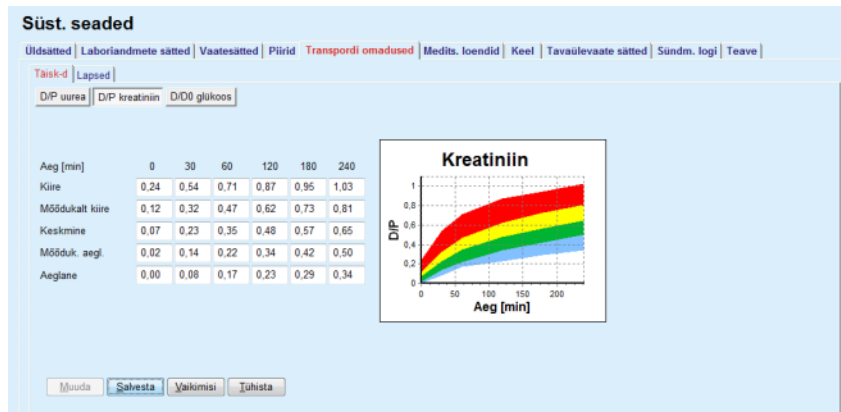 Süst. seaded
Üldsätted Laboriandmete sätted Vaatesätted Piirid Transpordi omadused Medits. loendid Keel Tavaülevaate sätted Sündm. logi Teave
Täisk-d Lapsed
D/P uurea D/P kreatiniin D/D0 glükoos
Aeg [min] 0 30 60 120 180 240
Kiire 0,24 0,54 0,71 0,87 0,95 1,03
Mõõdukalt kiire 0,12 0,32 0,47 0,62 0,73 0,81
Keskmine 0,07 0,23 0,35 0,48 0,57 0,65
Mõõduk. aegl. 0,02 0,14 0,22 0,34 0,42 0,50
Aeglane 0,00 0,08 0,17 0,23 0,29 0,34
Kreatiniin
D/P
1
0,8
0,6
0,4
0,2
0
0 50 100 150 200
Aeg [min]
Muuda Salvesta Vaikimisi Tühista